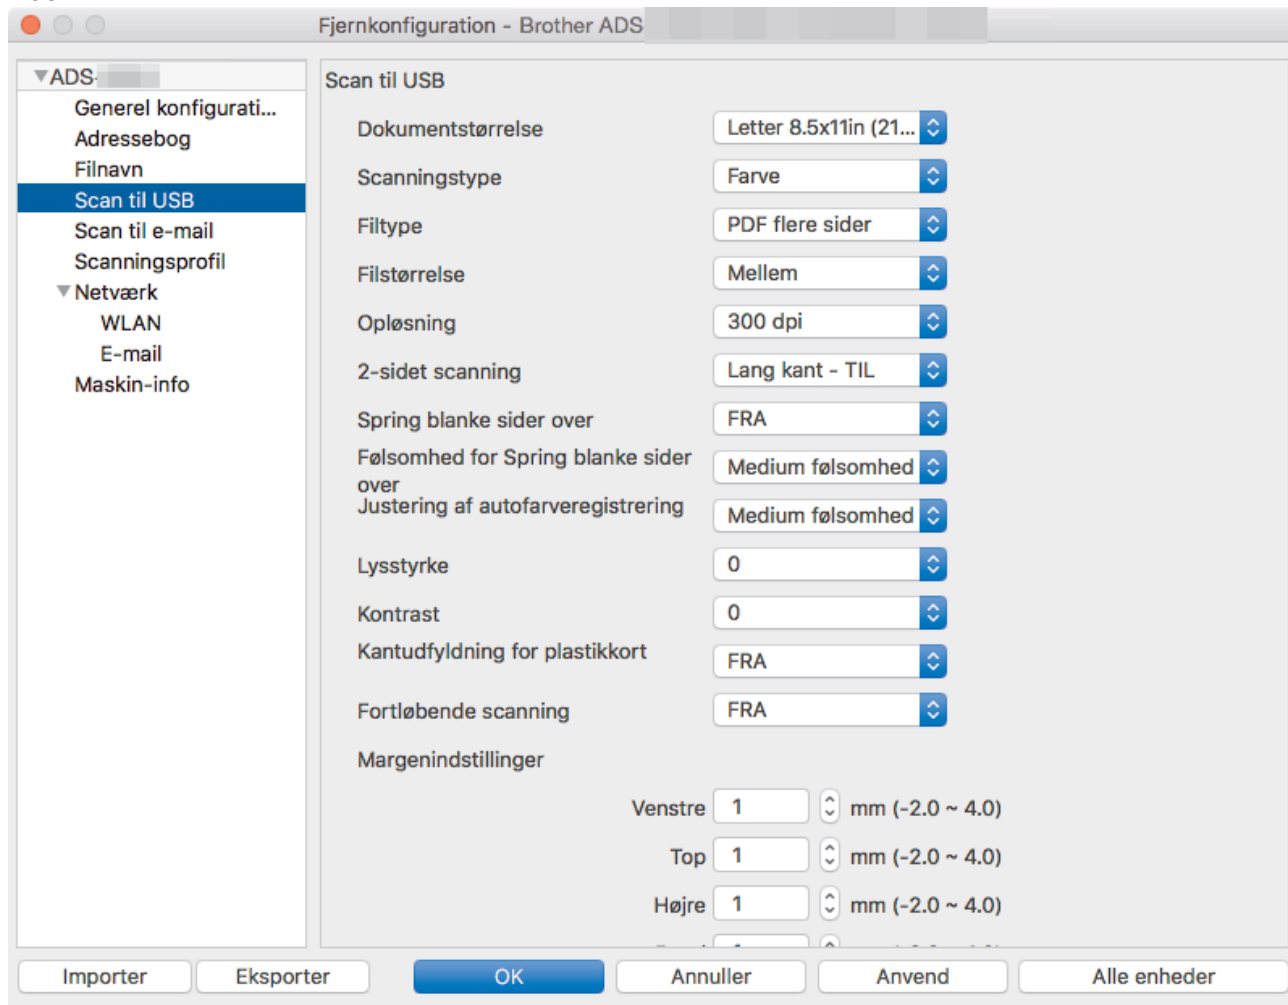 Fjernkonfiguration - Brother ADS-
ADS-
Generel konfigurati...
Adressebog
Filnavn
Scan til USB
Scan til e-mail
Scanningsprofil
Netværk
WLAN
E-mail
Maskin-info
Scan til USB
Dokumentstørrelse Letter 8.5x11in (21...
Scanningstype Farve
Filtype PDF flere sider
Filstørrelse Mellem
Opløsning 300 dpi
2-sidet scanning Lang kant - TIL
Spring blanke sider over FRA
Følsomhed for Spring blanke sider
over Medium følsomhed
Justering af autofarveregistrering Medium følsomhed
Lysstyrke 0
Kontrast 0
Kantudfyldning for plastikkort FRA
Fortløbende scanning FRA
Margenindstillinger
Venstre 1 mm (-2.0 ~ 4.0)
Top 1 mm (-2.0 ~ 4.0)
Højre 1 mm (-2.0 ~ 4.0)
Importer Eksporter OK Annuller Anvend Alle enheder